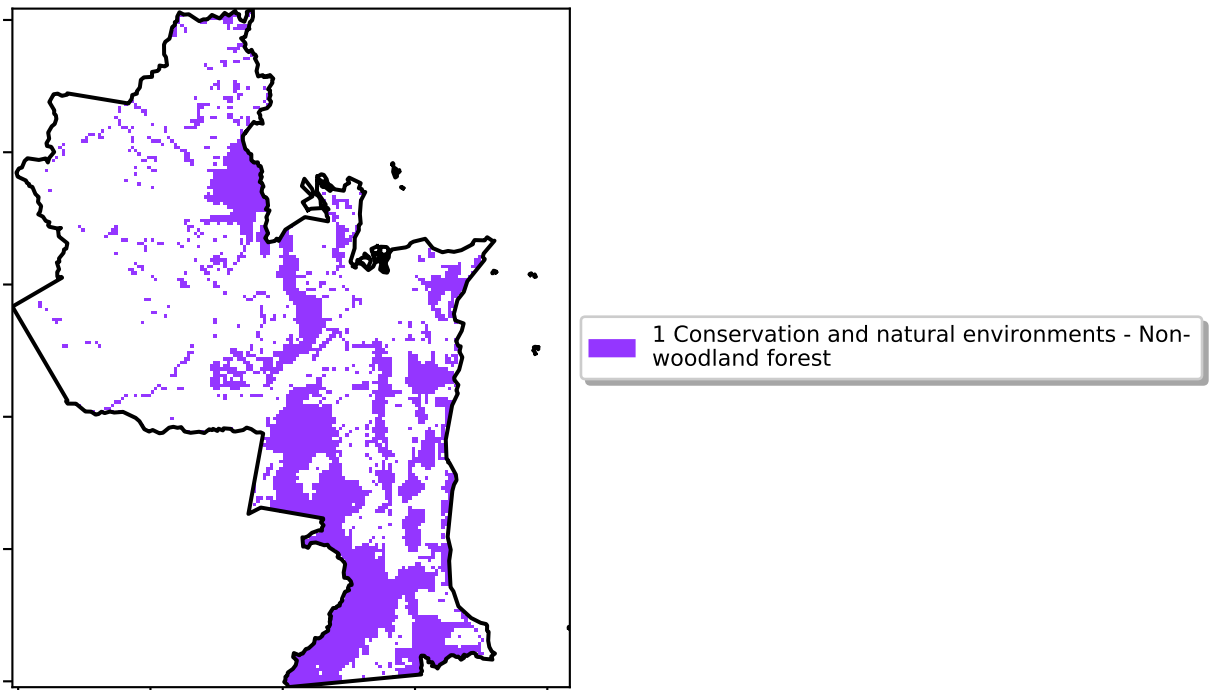 1 Conservation and natural environments - Non-
woodland forest